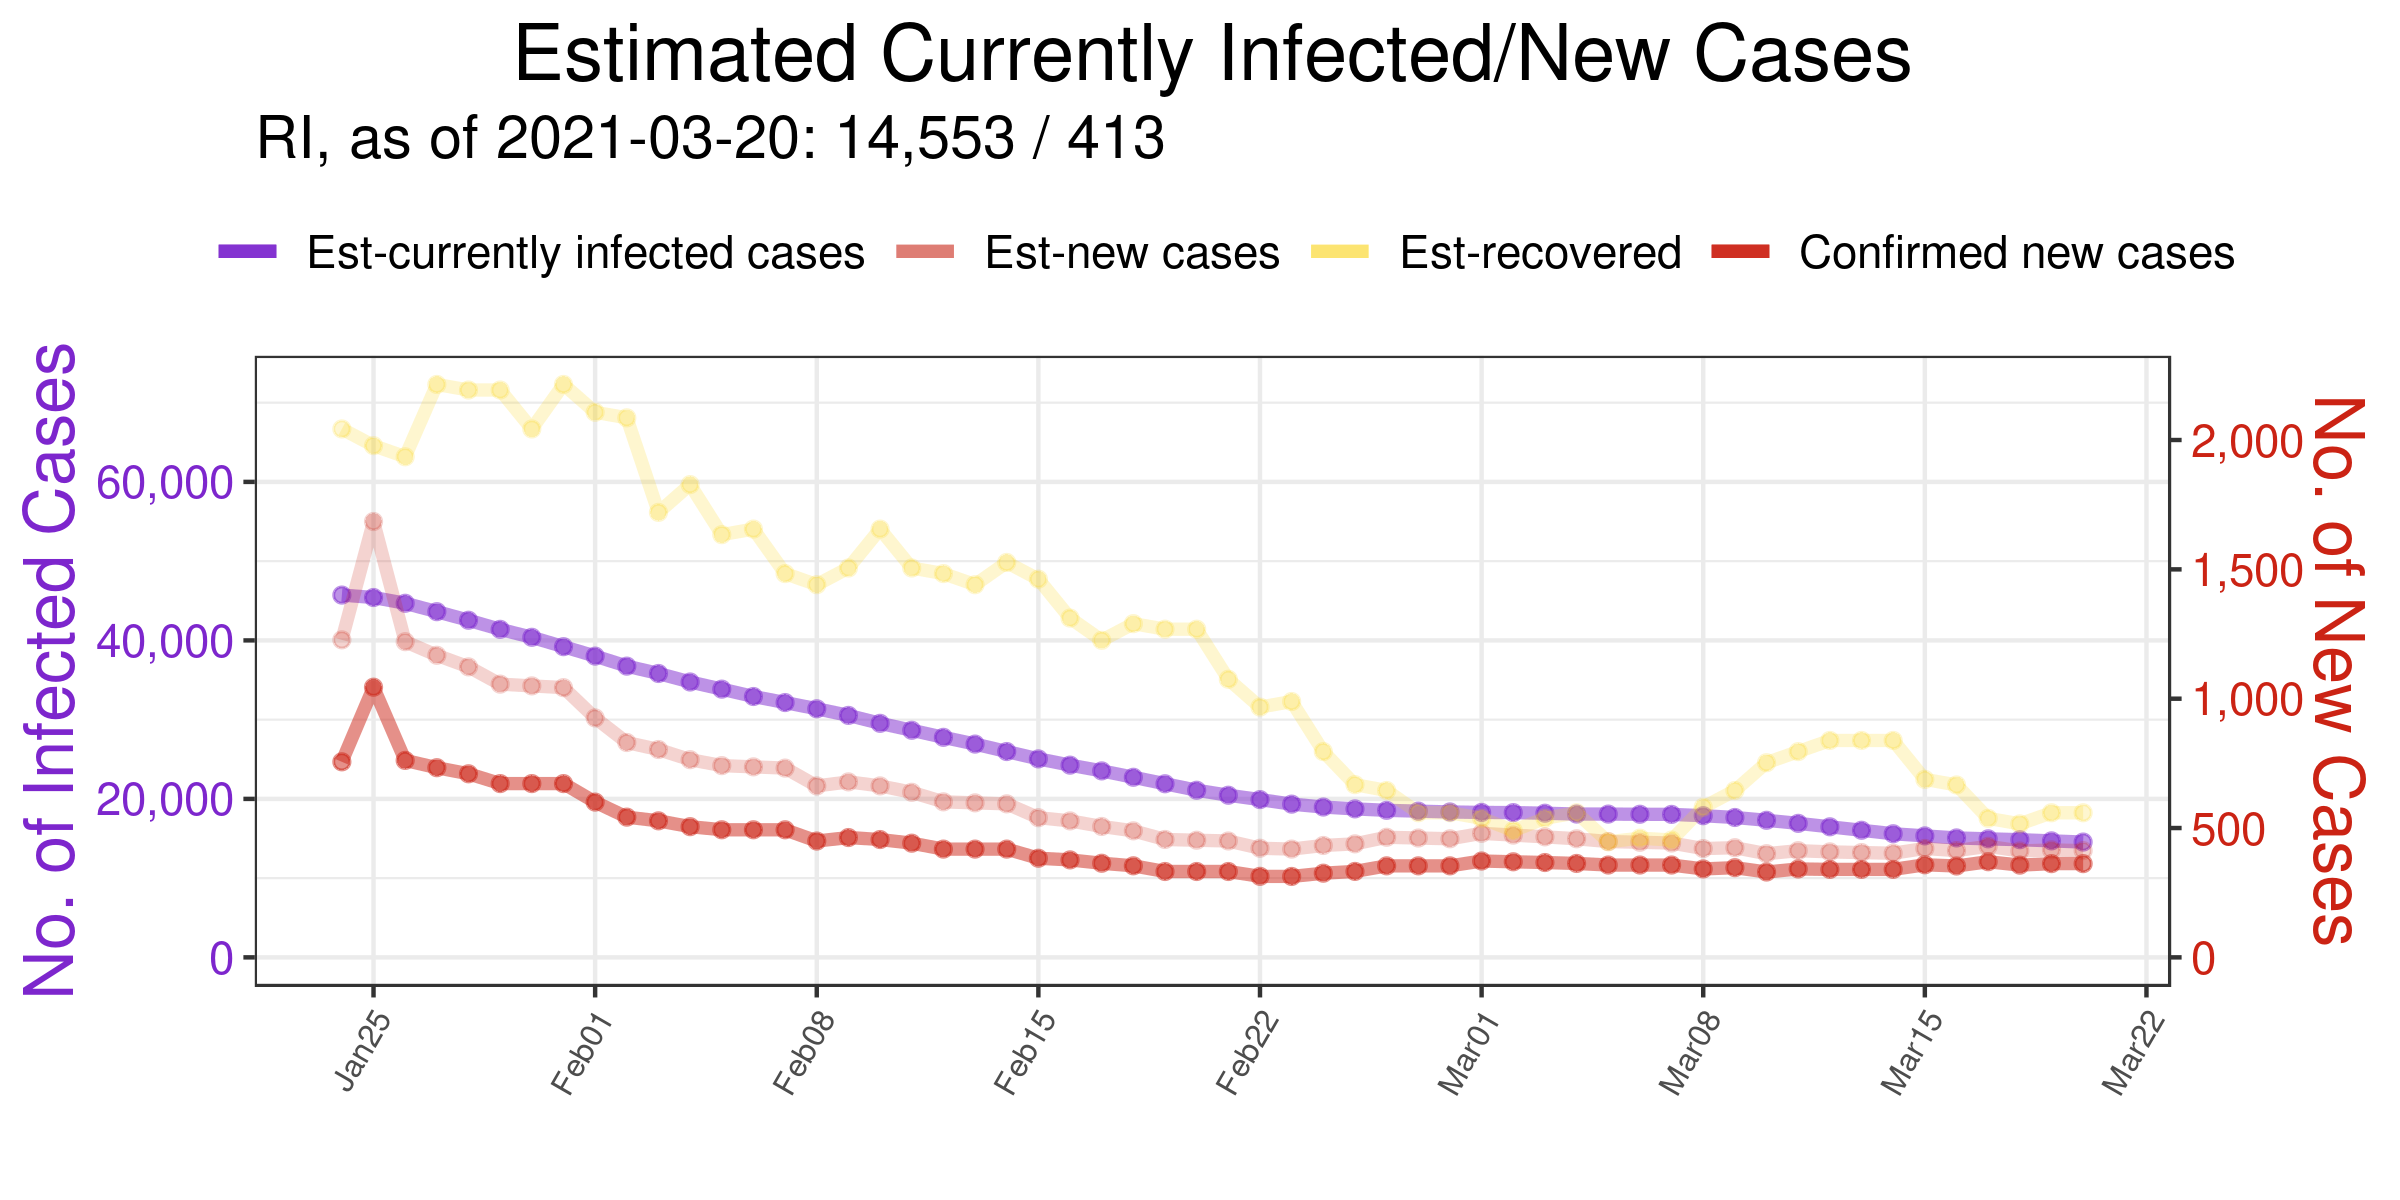 Estimated Currently Infected/New Cases
RI, as of 2021-03-20: 14,553 / 413
Est-currently infected cases Est-new cases Est-recovered Confirmed new cases
No. of Infected Cases
60,000
40,000
20,000
0
2,000
1,500
1,000
500
0
No. of New Cases
Jan25 Feb01 Feb08 Feb15 Feb22 Mar01 Mar08 Mar15 Mar22